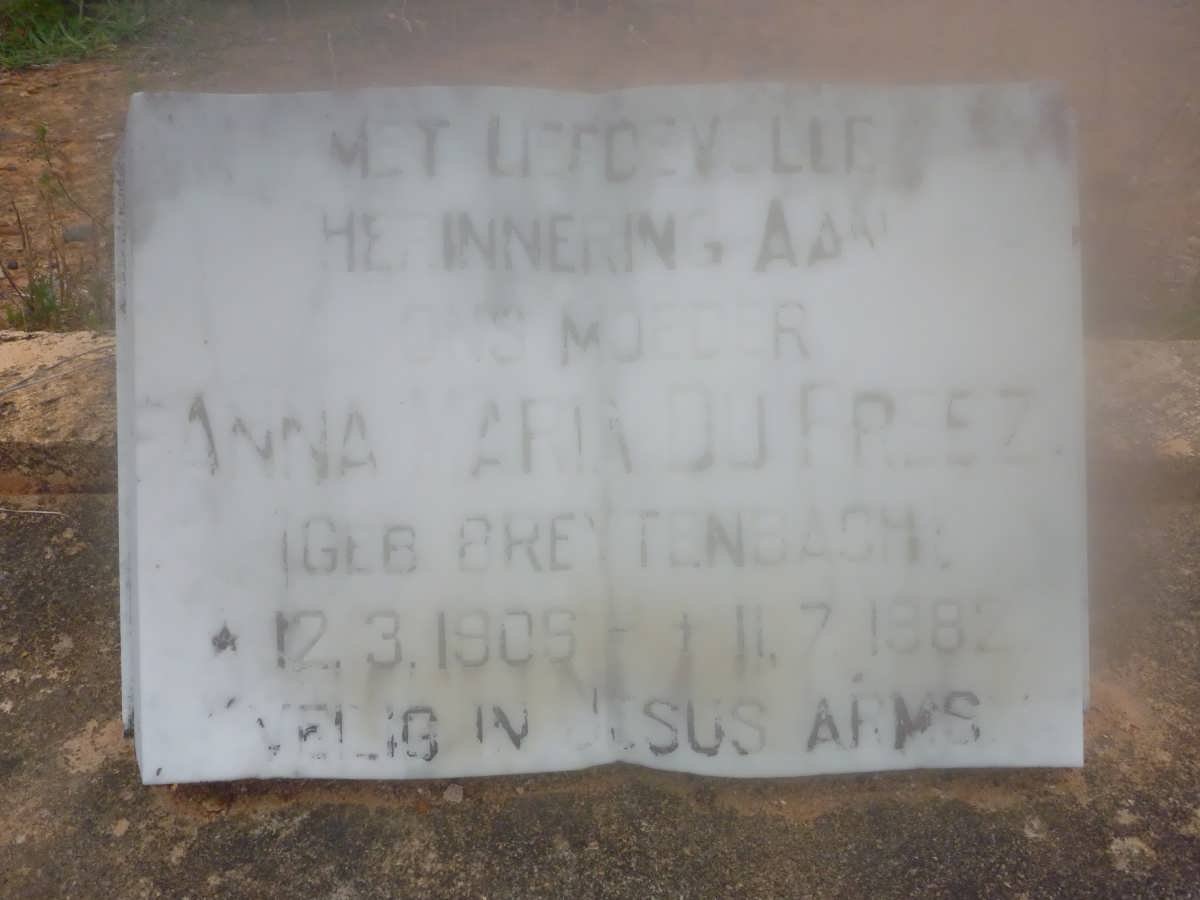 MET LIEFDEVOLLE
HERINNERING AAN
ONS MOEDER
ANNA MARIA DU PREEZ
(GEB BREYTENBACH)
* 12.3.1906 - † 11.7.1982
VEILIG IN JESUS ARMS